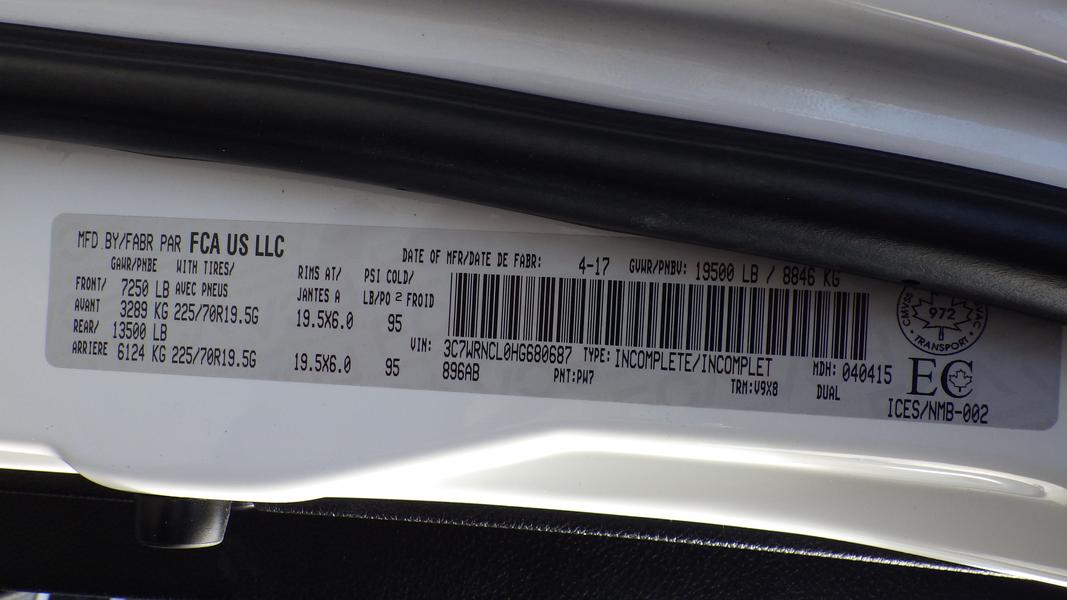 MFD BY/FABR PAR FCA US LLC
DATE OF MFR/DATE DE FABR: 4-17 GVWR/PNBV: 19500 LB / 8846 KG
GAWR/PNBE WITH TIRES/ RIMS AT/ PSI COLD/
FRONT/ 7250 LB AVEC PNEUS JANTES A LB/PO 2 FROID
AVANT 3289 KG 225/70R19.5G 19.5X6.0 95
REAR/ 13500 LB
ARRIERE 6124 KG 225/70R19.5G 19.5X6.0 95
VIN: 3C7WRNCL0HG680687 TYPE: INCOMPLETE/INCOMPLET MDH: 040415
896AB PNT:PW7 TRM:V9X8 DUAL
CMVSS
972
TRANSPORT
EC
ICES/NMB-002